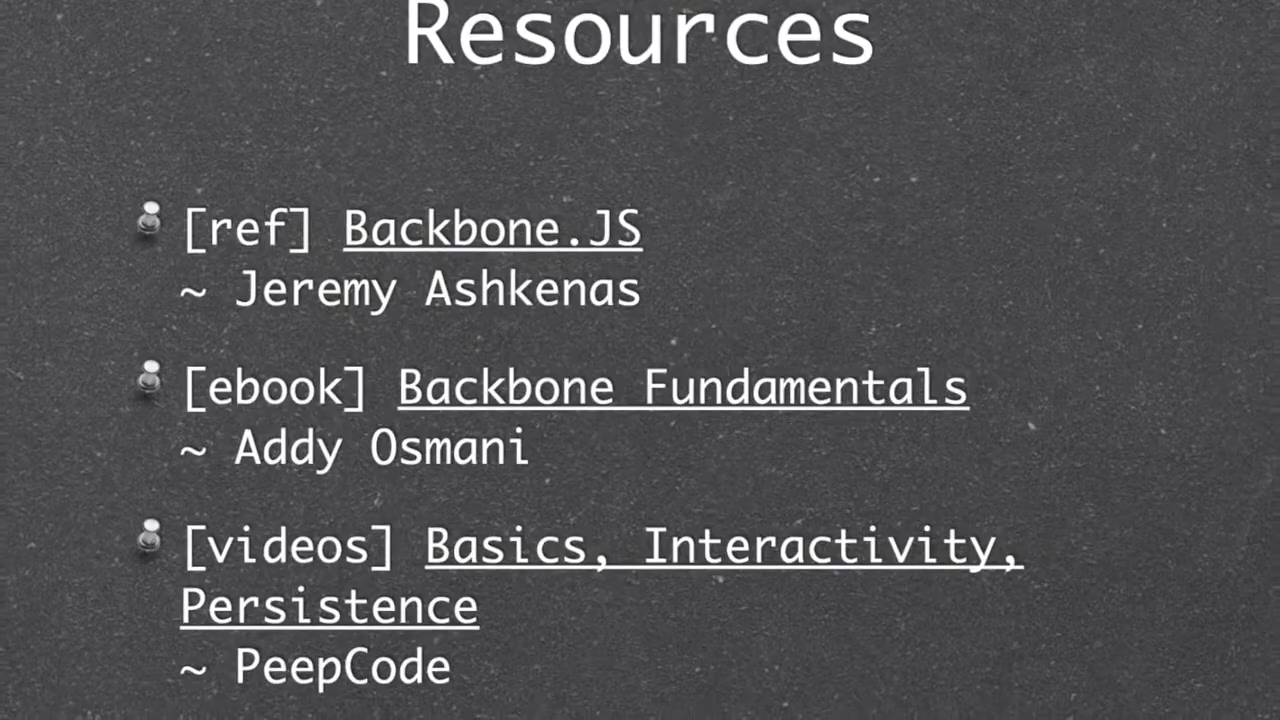 Resources
[ref] Backbone.JS
~ Jeremy Ashkenas
[ebook] Backbone Fundamentals
~ Addy Osmani
[videos] Basics, Interactivity,
Persistence
~ PeepCode